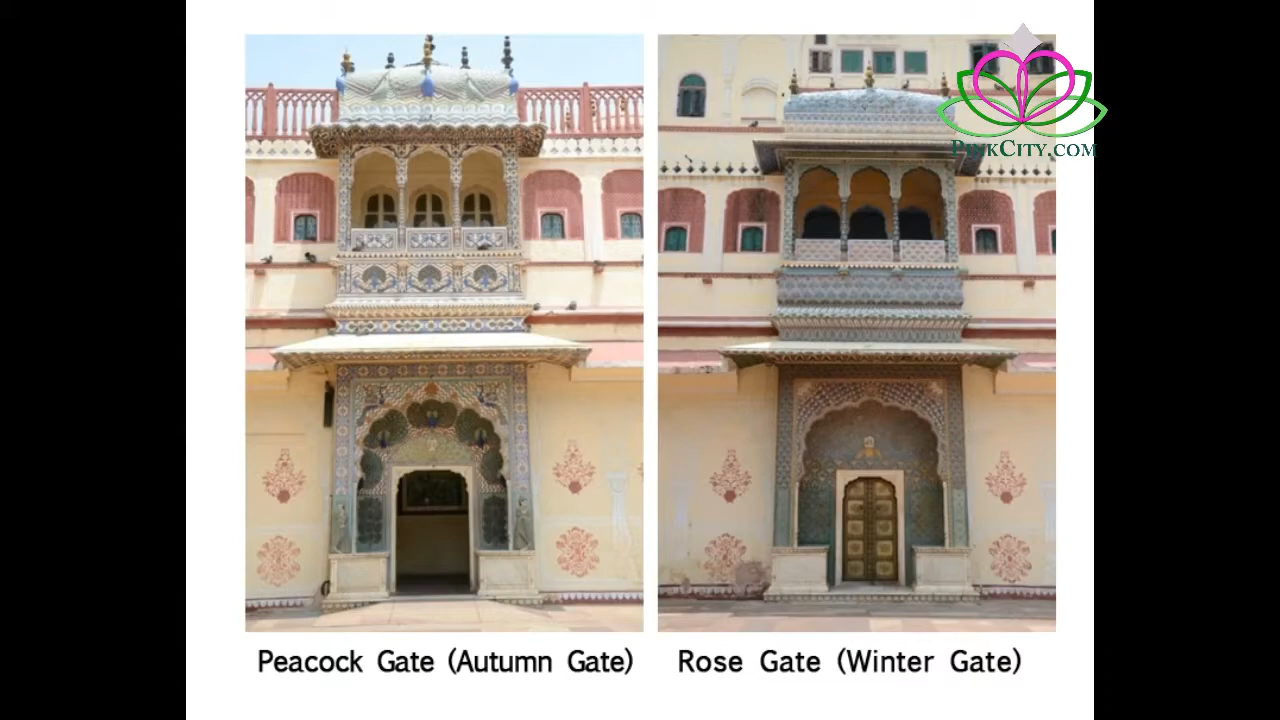 PINKCITY.COM
Peacock Gate (Autumn Gate)
Rose Gate (Winter Gate)